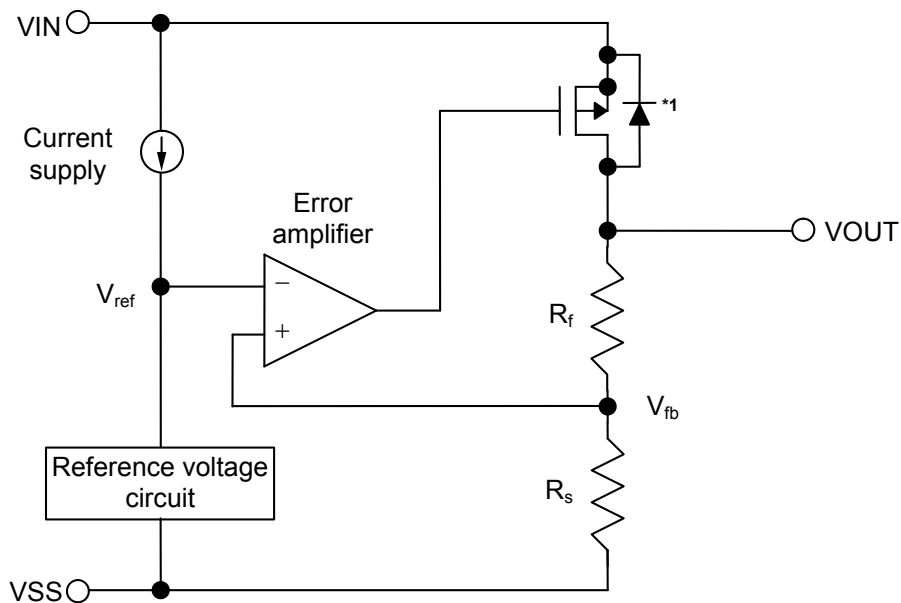 VIN
*1
Current
supply
Error
amplifier
VOUT
Vref
−
+
Rf
Vfb
Reference voltage
circuit
Rs
VSS